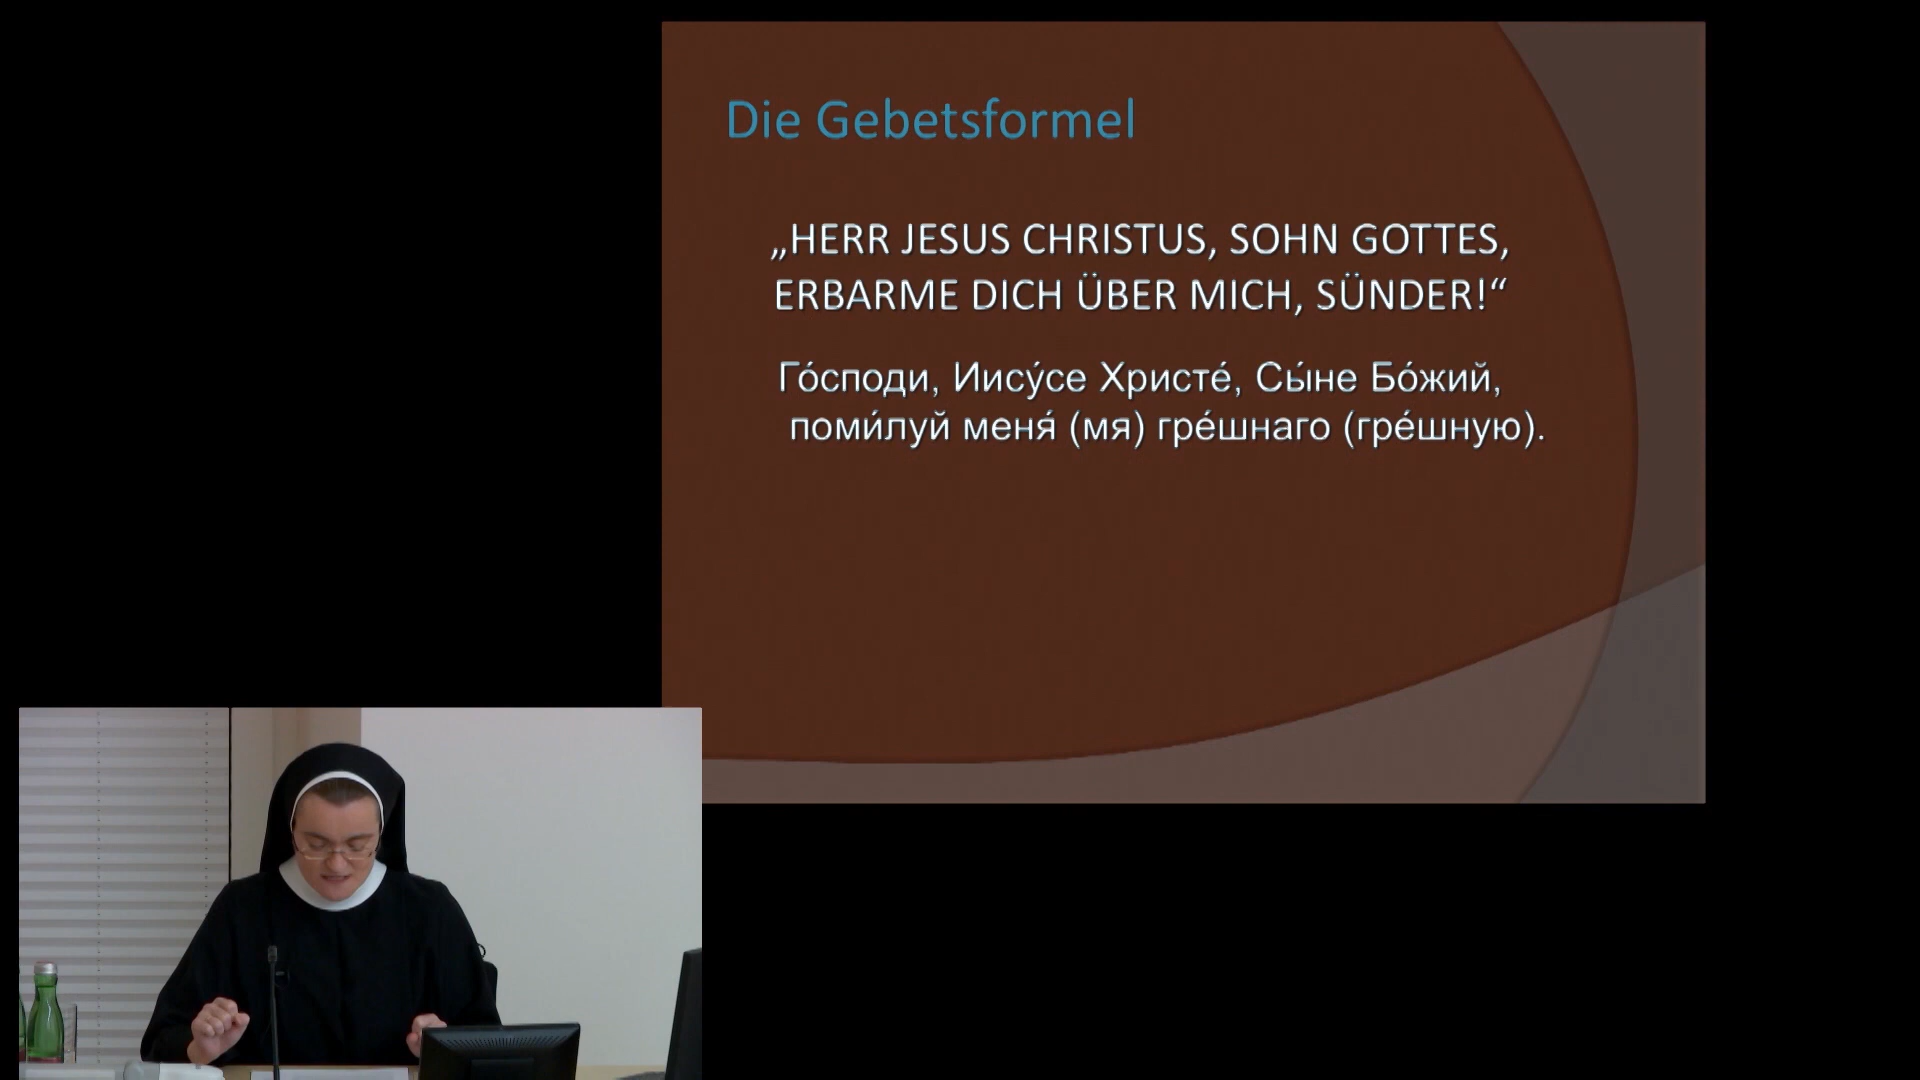 Die Gebetsformel
„HERR JESUS CHRISTUS, SOHN GOTTES,
ERBARME DICH ÜBER MICH, SÜNDER!“
Го́споди, Иису́се Христе́, Сы́не Бо́жий,
поми́луй меня́ (мя) гре́шнаго (гре́шную).